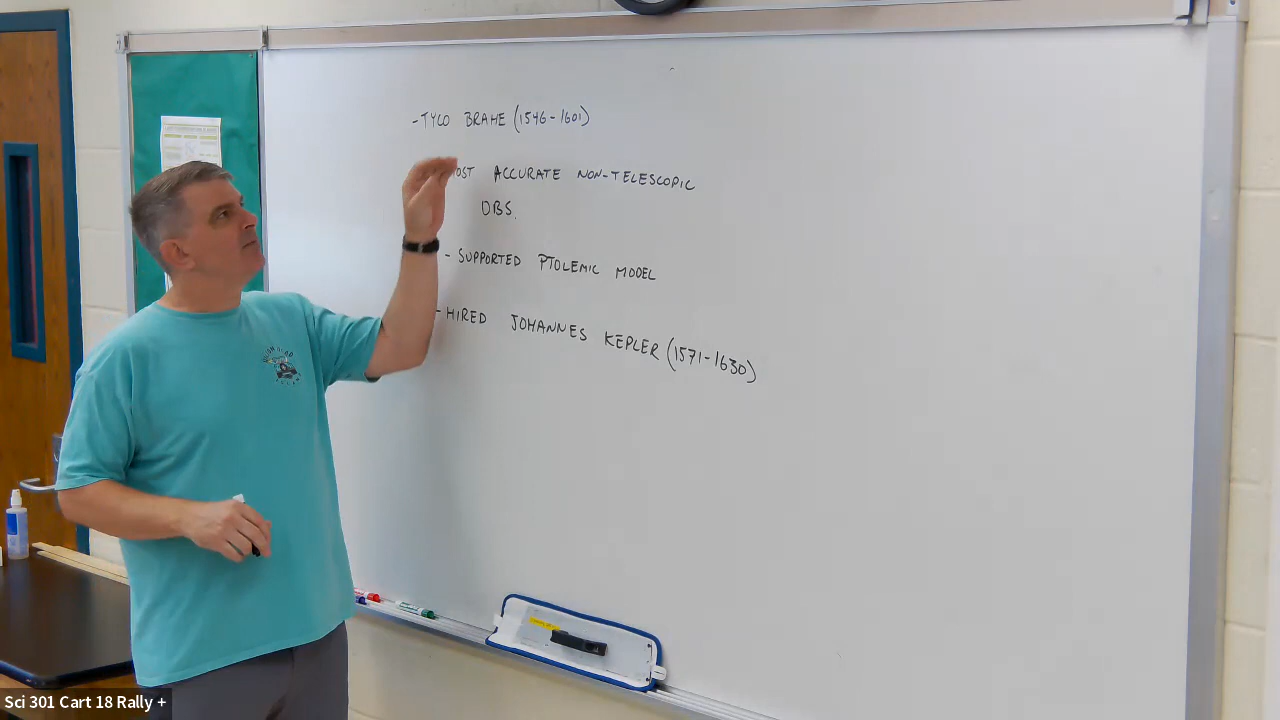 -TYCO BRAHE (1546-1601)
OST ACCURATE NON-TELESCOPIC
OBS.
- SUPPORTED PTOLEMIC MODEL
-HIRED JOHANNES KEPLER (1571-1630)
Sci 301 Cart 18 Rally +